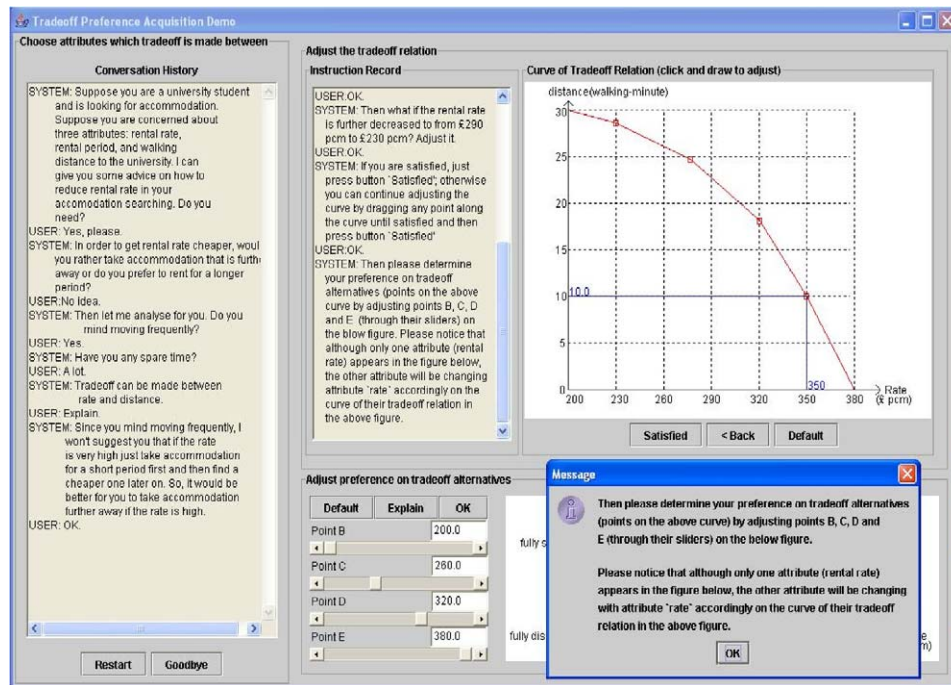 Tradeoff Preference Acquisition Demo
Choose attributes which tradeoff is made between
Conversation History
SYSTEM: Suppose you are a university student
and is looking for accommodation.
Suppose you are concerned about
three attributes: rental rate,
rental period, and walking
distance to the university. I can
give you some advice on how to
reduce rental rate in your
accomodation searching. Do you
need?
USER: Yes, please.
SYSTEM: In order to get rental rate cheaper, woul
you rather take accommodation that is furth
away or do you prefer to rent for a longer
period?
USER:No Idea.
SYSTEM: Then let me analyse for you. Do you
mind moving frequently?
USER: Yes.
SYSTEM: Have you any spare time?
USER: A lot.
SYSTEM: Tradeoff can be made between
rate and distance.
USER: Explain.
SYSTEM: Since you mind moving frequently, I
won't suggest you that if the rate
is very high just take accommodation
for a short period first and then find a
cheaper one later on. So, it would be
better for you to take accommodation
further away if the rate is high.
USER: OK.
Restart Goodbye
Adjust the tradeoff relation
Instruction Record
USER:OK.
SYSTEM: Then what if the rental rate
is further decreased to from £290
pcm to £230 pcm? Adjust it.
USER:OK.
SYSTEM: If you are satisfied, just
press button `Satisfied'; otherwise
you can continue adjusting the
curve by dragging any point along
the curve until satisfied and then
press button `Satisfied'
USER:OK.
SYSTEM: Then please determine
your preference on tradeoff
alternatives (points on the above
curve by adjusting points B, C, D
and E (through their sliders) on
the blow figure. Please notice that
although only one attribute (rental
rate) appears in the figure below,
the other attribute will be changing
attribute `rate` accordingly on the
curve of their tradeoff relation in
the above figure.
Curve of Tradeoff Relation (click and draw to adjust)
distance(walking-minute)
30
25
20
15
10
10.0
5
350
0
200 230 260 290 320 350 380
Rate
(£ pcm)
Satisfied < Back Default
Adjust preference on tradeoff alternatives
Default Explain OK
Point B 200.0
Point C 260.0
Point D 320.0
Point E 380.0
fully s
fully dis
e
m)
Message
Then please determine your preference on tradeoff alternatives
(points on the above curve) by adjusting points B, C, D and
E (through their sliders) on the below figure.
Please notice that although only one attribute (rental rate)
appears in the figure below, the other attribute will be changing
with attribute `rate` accordingly on the curve of their tradeoff
relation in the above figure.
OK